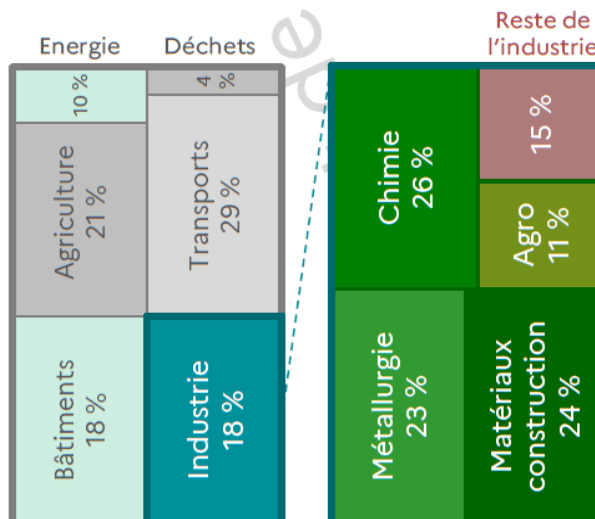 Energie
Déchets
10 %
4
%
Agriculture
21 %
Transports
29 %
Bâtiments
18 %
Industrie
18 %
Reste de
l'industrie
Chimie
26 %
15 %
Agro
11 %
Métallurgie
23 %
Matériaux
construction
24 %
de